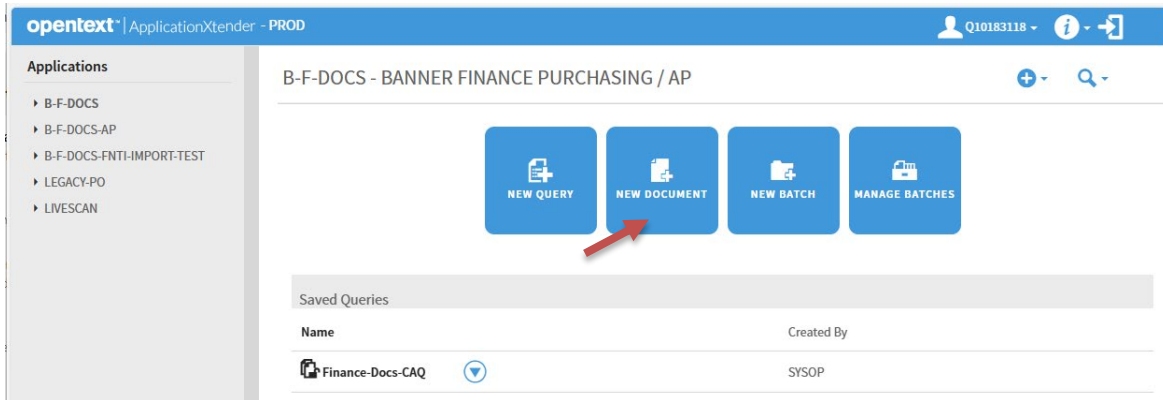 opentext™ | ApplicationXtender - PROD
Q10183118
Applications
B-F-DOCS
B-F-DOCS-AP
B-F-DOCS-FNTI-IMPORT-TEST
LEGACY-PO
LIVESCAN
B-F-DOCS - BANNER FINANCE PURCHASING / AP
NEW QUERY
NEW DOCUMENT
NEW BATCH
MANAGE BATCHES
Saved Queries
Name Created By
Finance-Docs-CAQ SYSOP